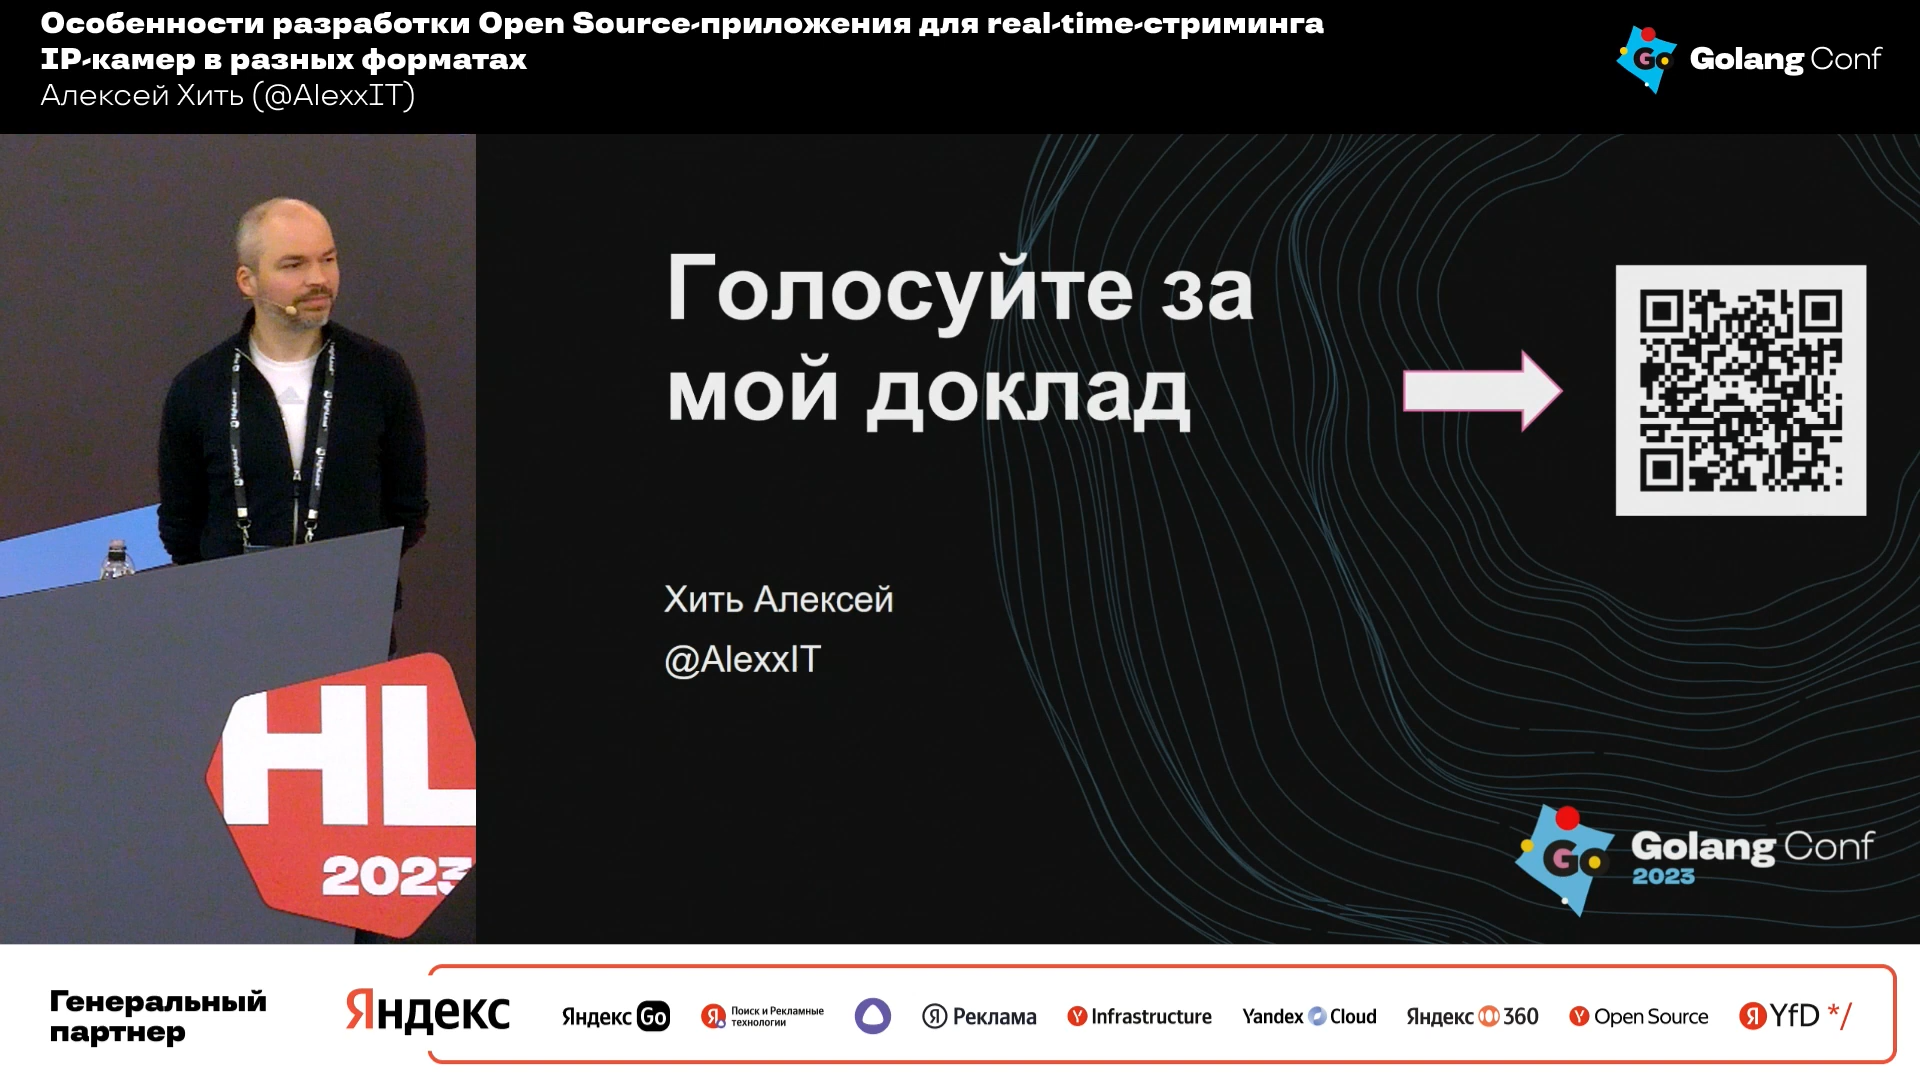 Особенности разработки Open Source-приложения для real-time-стриминга
IP-камер в разных форматах
Алексей Хить (@AlexxIT)
Go Golang Conf
Голосуйте за
мой доклад
Хить Алексей
@AlexxIT
HL
2023
Go Golang Conf
2023
Генеральный
партнер
Яндекс
Яндекс Go
Я Поиск и Рекламные
технологии
Я Реклама
Y Infrastructure
Yandex Cloud
Яндекс 360
Y Open Source
Я YfD */